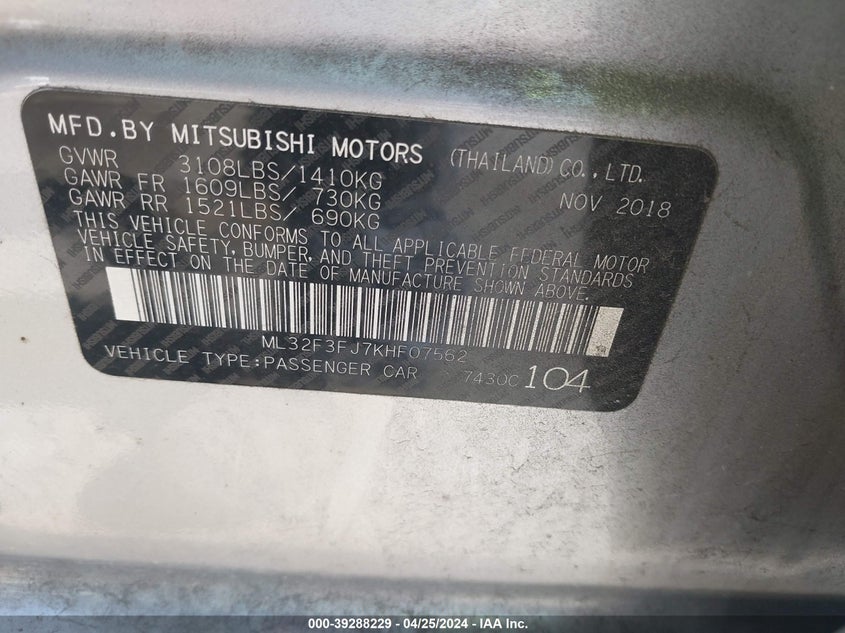 MFD.BY MITSUBISHI MOTORS (THAILAND)CO.,LTD.
GVWR 3108LBS/1410KG
GAWR FR 1609LBS/ 730KG NOV 2018
GAWR RR 1521LBS/ 690KG
THIS VEHICLE CONFORMS TO ALL APPLICABLE FEDERAL MOTOR
VEHICLE SAFETY, BUMPER, AND THEFT PREVENTION STANDARDS
IN EFFECT ON THE DATE OF MANUFACTURE SHOWN ABOVE.
ML32F3FJ7KHF07562
VEHICLE TYPE:PASSENGER CAR 7430C 104
000-39288229 - 04/25/2024 - IAA Inc.